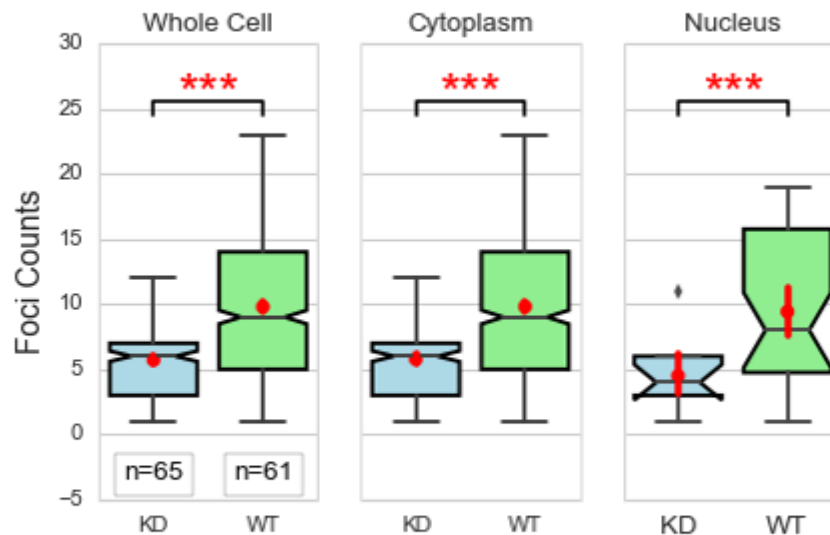 Whole Cell Cytoplasm Nucleus
30
25
20
15
10
5
0
−5
Foci Counts
*** *** ***
n=65 n=61
KD WT KD WT KD WT